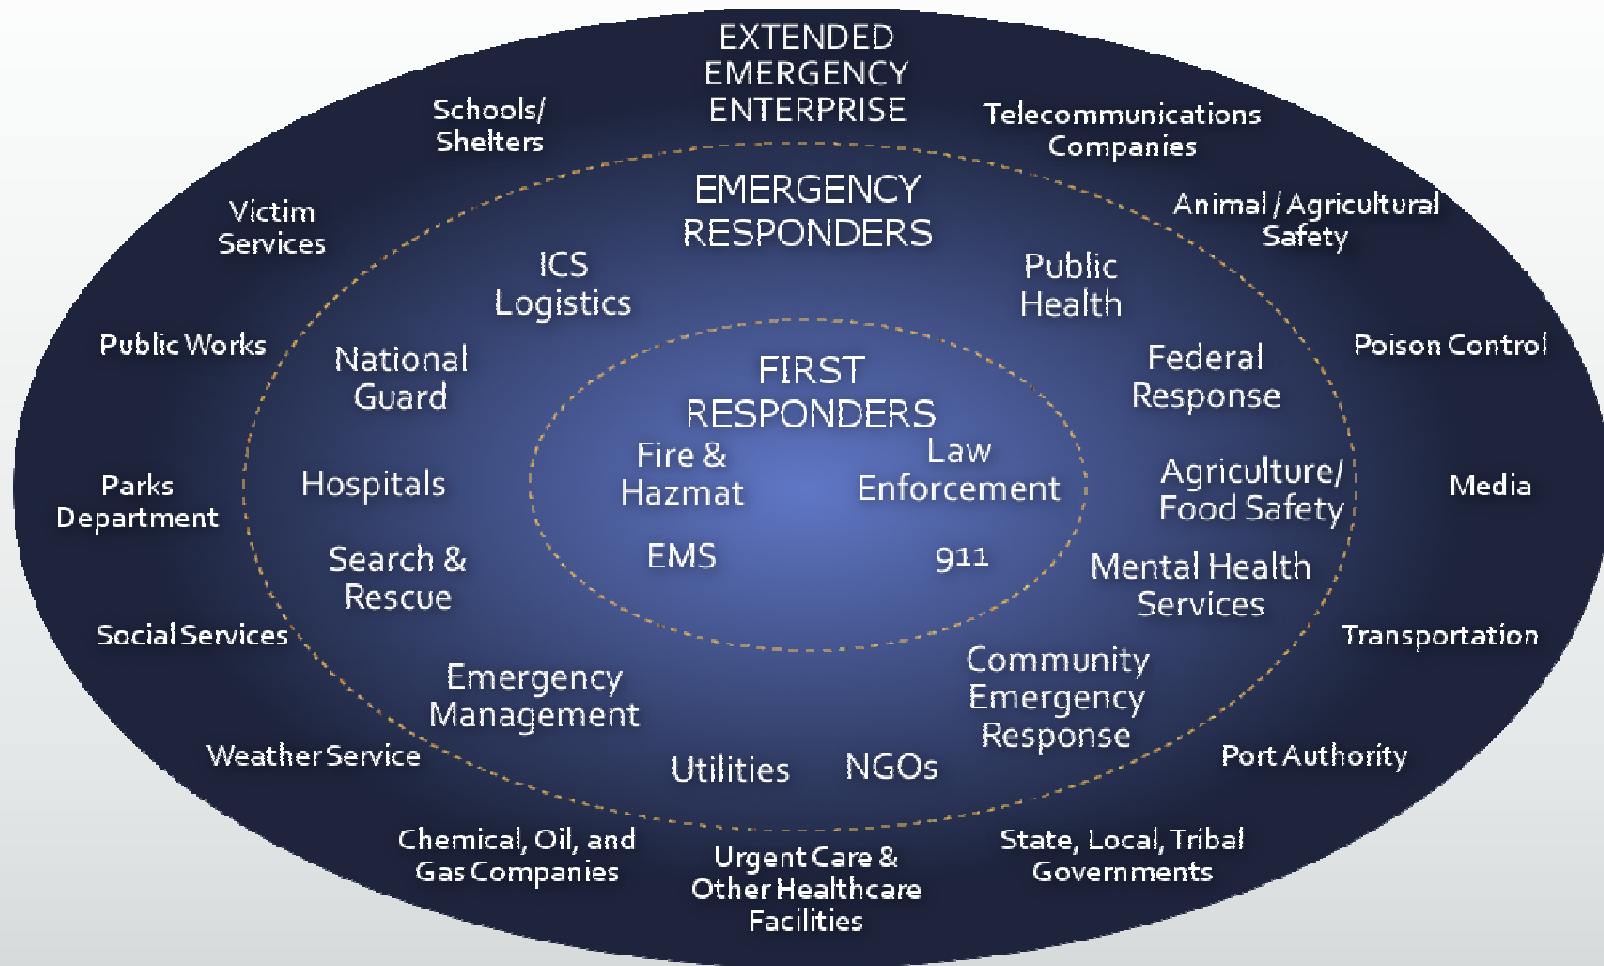 EXTENDED
EMERGENCY
ENTERPRISE
Schools/
Shelters
Telecommunications
Companies
Victim
Services
Animal / Agricultural
Safety
Public Works
Poison Control
Parks
Department
Media
Social Services
Transportation
Weather Service
Port Authority
Chemical, Oil, and
Gas Companies
Urgent Care &
Other Healthcare
Facilities
State, Local, Tribal
Governments
EMERGENCY
RESPONDERS
ICS
Logistics
Public
Health
National
Guard
Federal
Response
Hospitals
Agriculture/
Food Safety
Search &
Rescue
Mental Health
Services
Emergency
Management
Community
Emergency
Response
Utilities
NGOs
FIRST
RESPONDERS
Fire &
Hazmat
Law
Enforcement
EMS
911